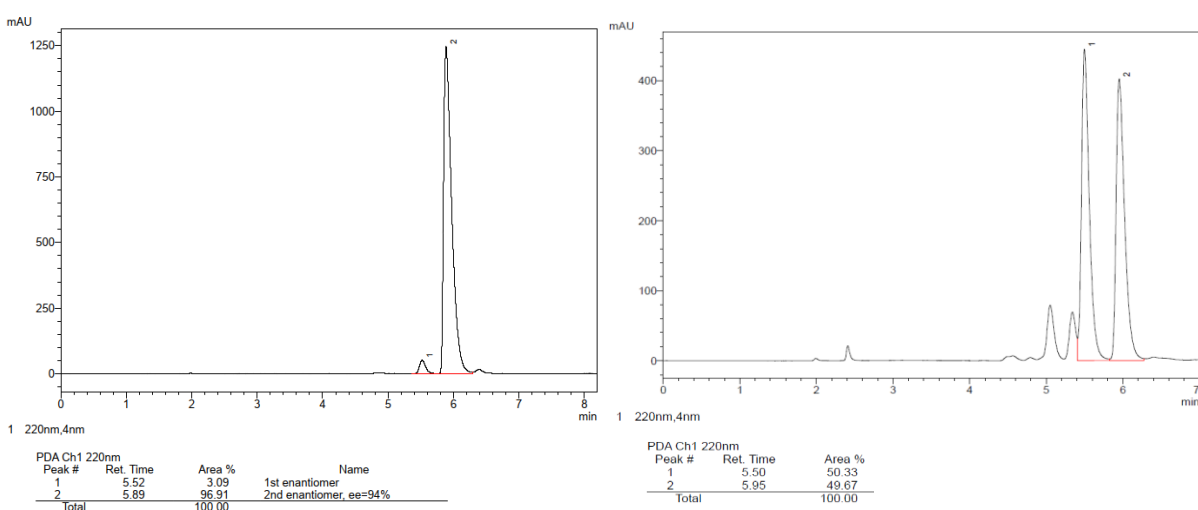 mAU
1250
1000
750
500
250
0
1
2
0 1 2 3 4 5 6 7 8
min
1 220nm,4nm
PDA Ch1 220nm
Peak # Ret. Time Area % Name
1 5.52 3.09 1st enantiomer
2 5.89 96.91 2nd enantiomer, ee=94%
Total 100.00
mAU
400
300
200
100
0
1
2
0 1 2 3 4 5 6 7
min
1 220nm,4nm
PDA Ch1 220nm
Peak # Ret. Time Area %
1 5.50 50.33
2 5.95 49.67
Total 100.00